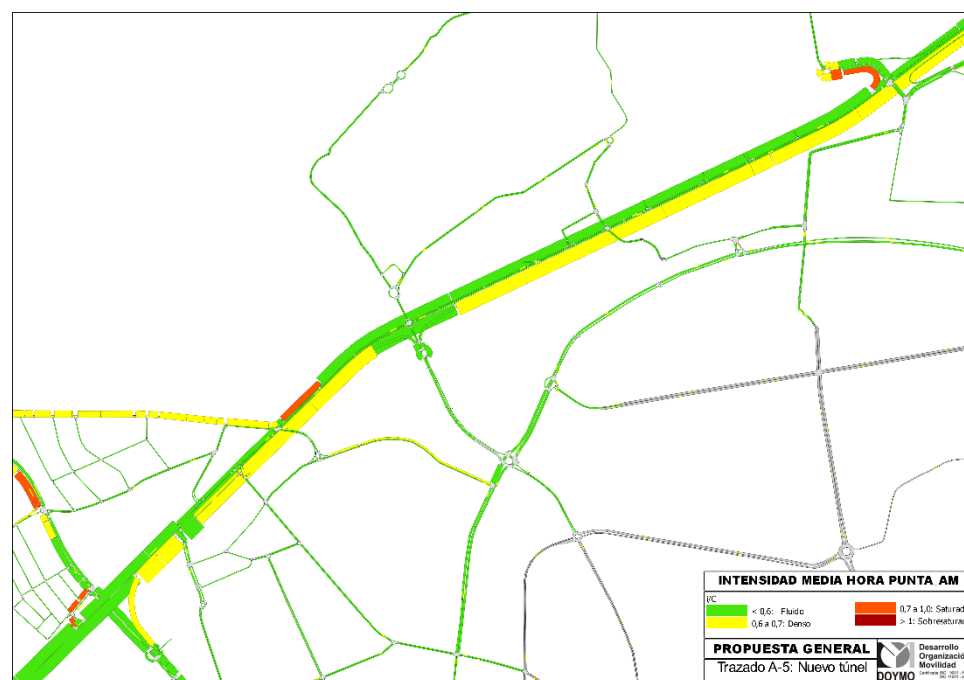 INTENSIDAD MEDIA HORA PUNTA AM
I/C
< 0,6: Fluido
0,7 a 1,0: Saturad
0,6 a 0,7: Denso
> 1: Sobresatura
PROPUESTA GENERAL
Trazado A-5: Nuevo túnel
Desarrollo
Organizació
Movilidad
DOYMO